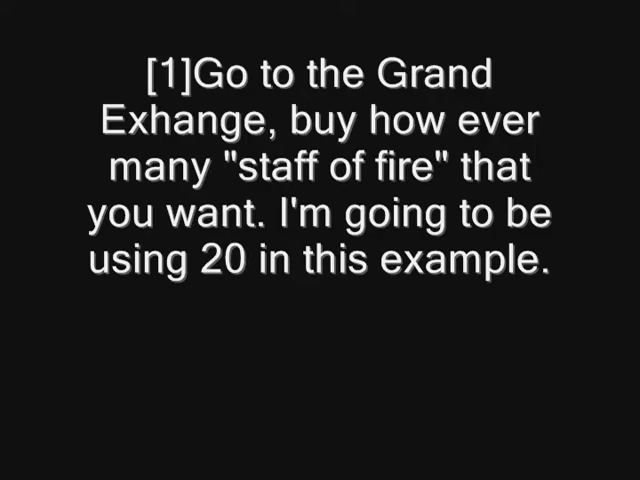 [1]Go to the Grand
Exhange, buy how ever
many "staff of fire" that
you want. I'm going to be
using 20 in this example.